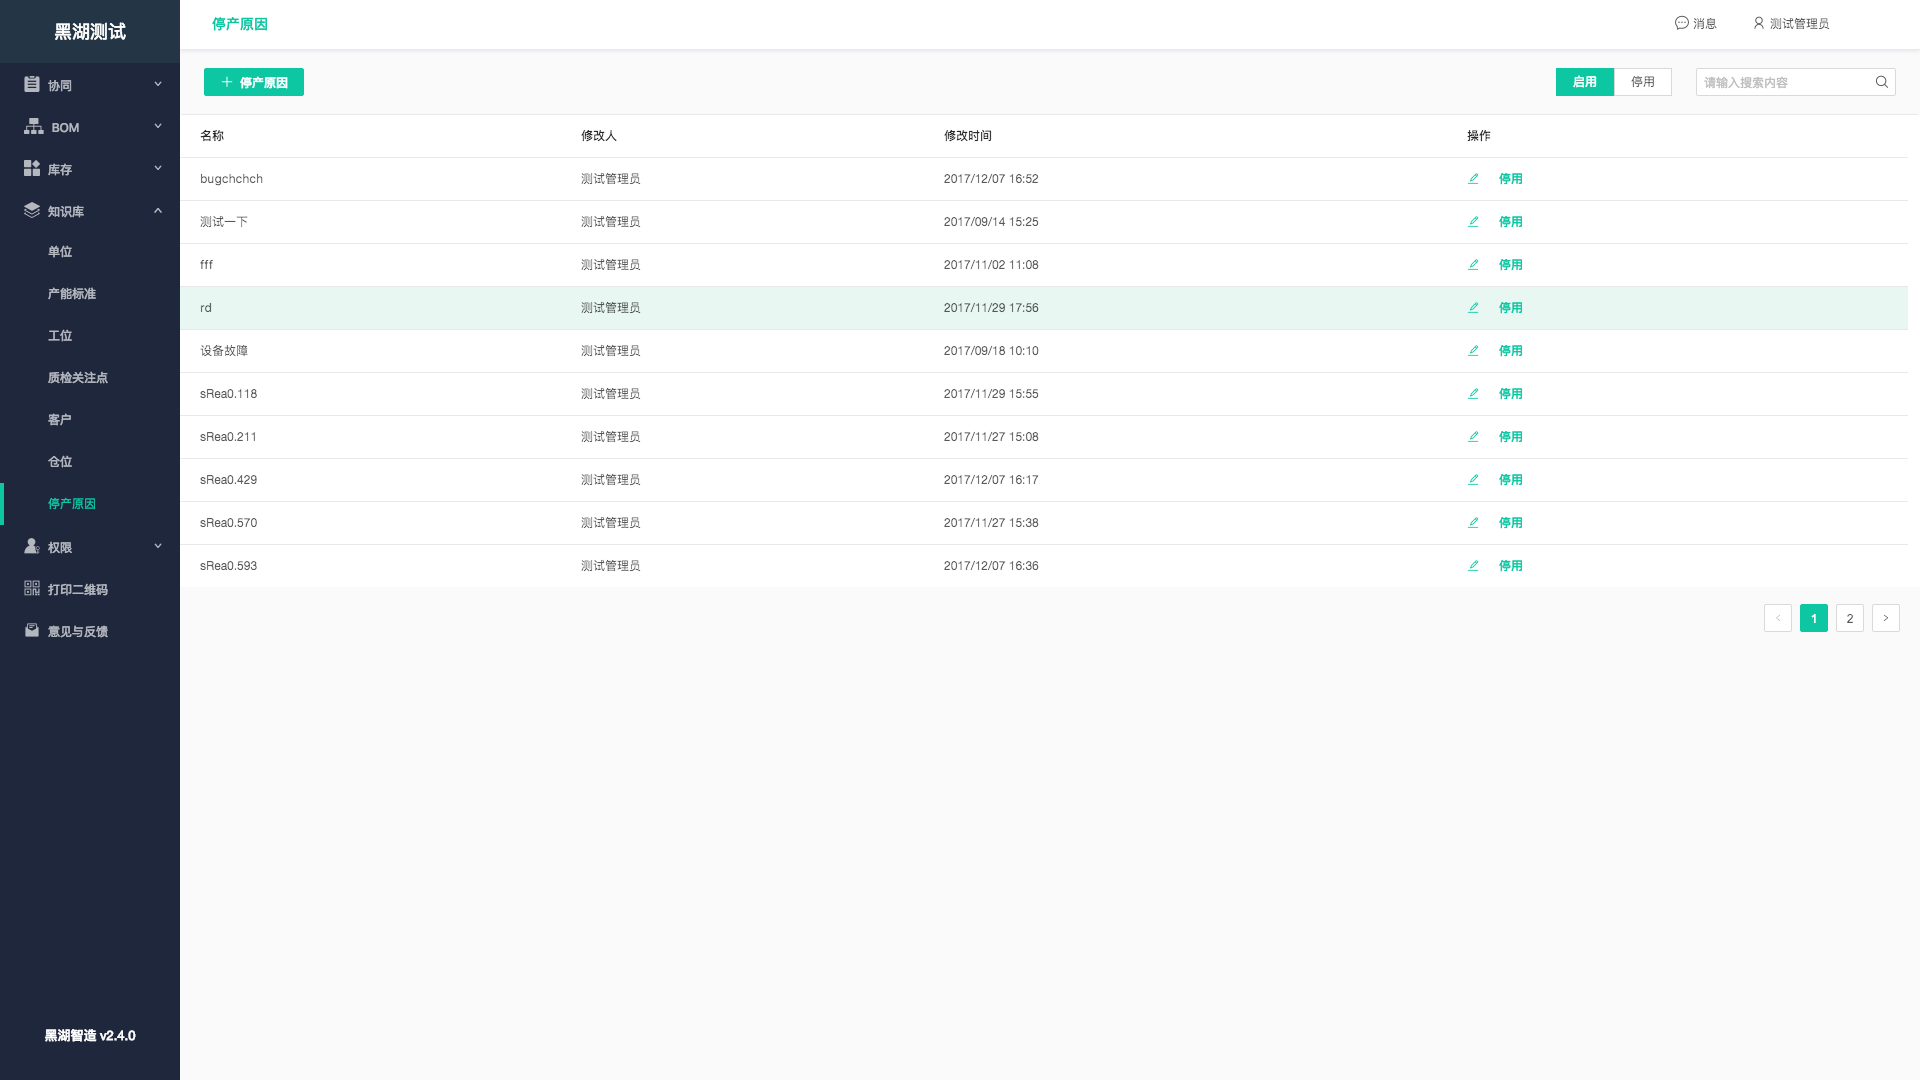 黑湖测试
停产原因
消息
测试管理员
协同
BOM
库存
知识库
单位
产能标准
工位
质检关注点
客户
仓位
停产原因
权限
打印二维码
意见与反馈
黑湖智造 v2.4.0
停产原因
启用 停用 请输入搜索内容
名称 修改人 修改时间 操作
bugchchch 测试管理员 2017/12/07 16:52 停用
测试一下 测试管理员 2017/09/14 15:25 停用
fff 测试管理员 2017/11/02 11:08 停用
rd 测试管理员 2017/11/29 17:56 停用
设备故障 测试管理员 2017/09/18 10:10 停用
sRea0.118 测试管理员 2017/11/29 15:55 停用
sRea0.211 测试管理员 2017/11/27 15:08 停用
sRea0.429 测试管理员 2017/12/07 16:17 停用
sRea0.570 测试管理员 2017/11/27 15:38 停用
sRea0.593 测试管理员 2017/12/07 16:36 停用
1 2